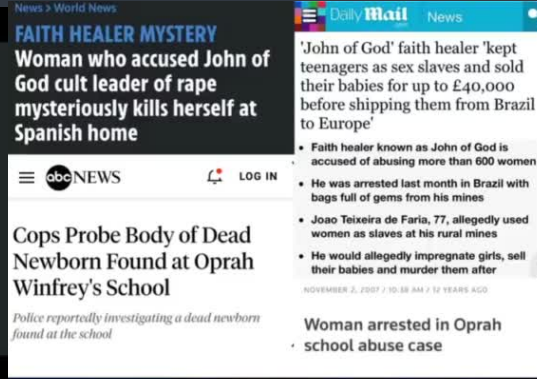 News > World News
FAITH HEALER MYSTERY
Woman who accused John of
God cult leader of rape
mysteriously kills herself at
Spanish home
abc NEWS
LOG IN
Cops Probe Body of Dead
Newborn Found at Oprah
Winfrey's School
Police reportedly investigating a dead newborn
found at the school
Daily Mail
.com
News
'John of God' faith healer 'kept
teenagers as sex slaves and sold
their babies for up to £40,000
before shipping them from Brazil
to Europe'
• Faith healer known as John of God is
accused of abusing more than 600 women
• He was arrested last month in Brazil with
bags full of gems from his mines
• Joao Teixeira de Faria, 77, allegedly used
women as slaves at his rural mines
• He would allegedly impregnate girls, sell
their babies and murder them after
NOVEMBER 2, 2007 / 10:38 AM / 12 YEARS AGO
Woman arrested in Oprah
school abuse case